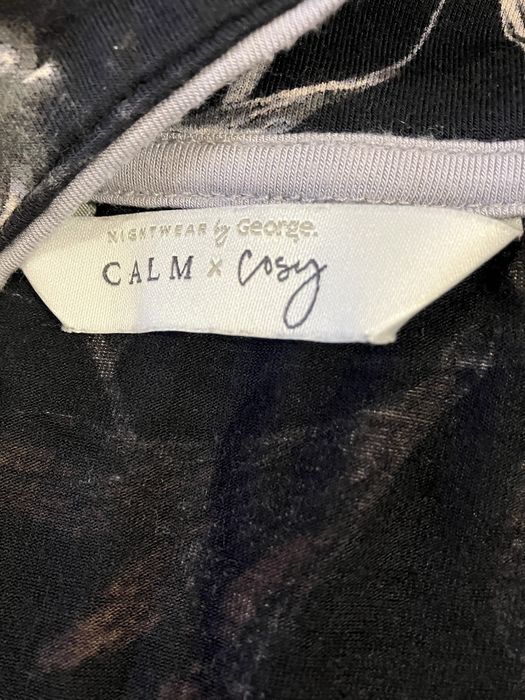 NIGHTWEAR by George.
CALM x cosy